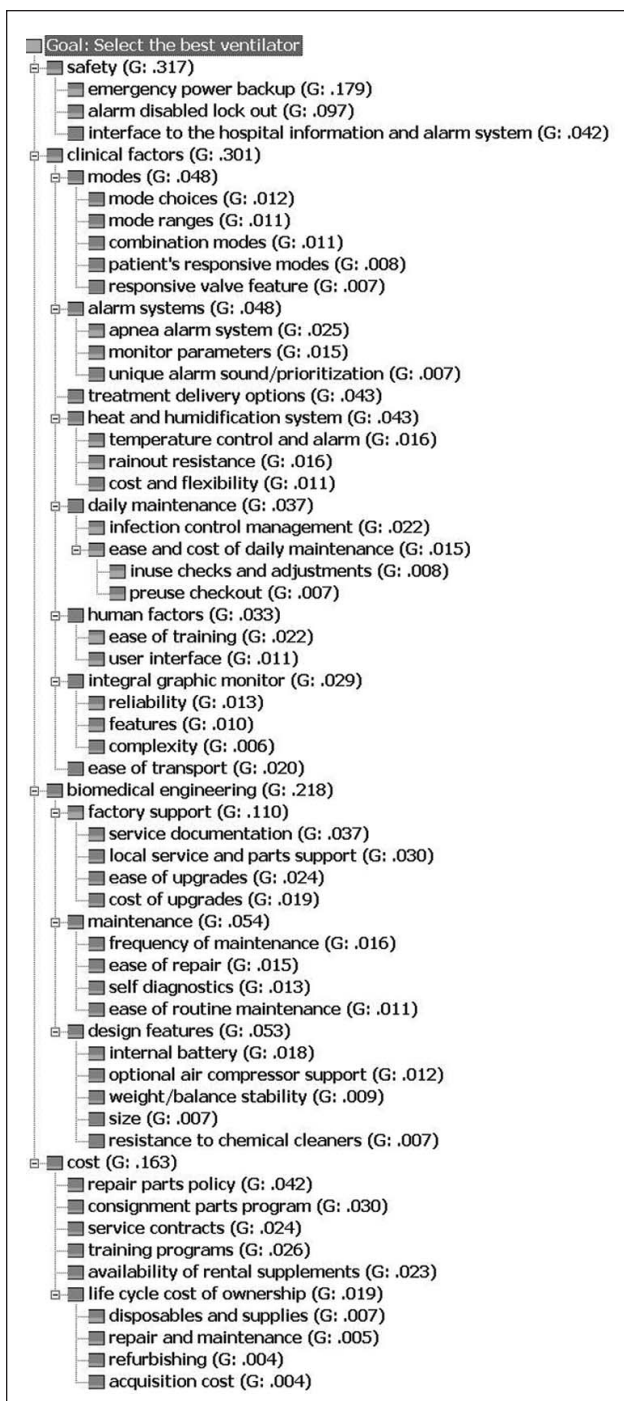 Goal: Select the best ventilator
safety (G: .317)
emergency power backup (G: .179)
alarm disabled lock out (G: .097)
interface to the hospital information and alarm system (G: .042)
clinical factors (G: .301)
modes (G: .048)
mode choices (G: .012)
mode ranges (G: .011)
combination modes (G: .011)
patient's responsive modes (G: .008)
responsive valve feature (G: .007)
alarm systems (G: .048)
apnea alarm system (G: .025)
monitor parameters (G: .015)
unique alarm sound/prioritization (G: .007)
treatment delivery options (G: .043)
heat and humidification system (G: .043)
temperature control and alarm (G: .016)
rainout resistance (G: .016)
cost and flexibility (G: .011)
daily maintenance (G: .037)
infection control management (G: .022)
ease and cost of daily maintenance (G: .015)
inuse checks and adjustments (G: .008)
preuse checkout (G: .007)
human factors (G: .033)
ease of training (G: .022)
user interface (G: .011)
integral graphic monitor (G: .029)
reliability (G: .013)
features (G: .010)
complexity (G: .006)
ease of transport (G: .020)
biomedical engineering (G: .218)
factory support (G: .110)
service documentation (G: .037)
local service and parts support (G: .030)
ease of upgrades (G: .024)
cost of upgrades (G: .019)
maintenance (G: .054)
frequency of maintenance (G: .016)
ease of repair (G: .015)
self diagnostics (G: .013)
ease of routine maintenance (G: .011)
design features (G: .053)
internal battery (G: .018)
optional air compressor support (G: .012)
weight/balance stability (G: .009)
size (G: .007)
resistance to chemical cleaners (G: .007)
cost (G: .163)
repair parts policy (G: .042)
consignment parts program (G: .030)
service contracts (G: .024)
training programs (G: .026)
availability of rental supplements (G: .023)
life cycle cost of ownership (G: .019)
disposables and supplies (G: .007)
repair and maintenance (G: .005)
refurbishing (G: .004)
acquisition cost (G: .004)